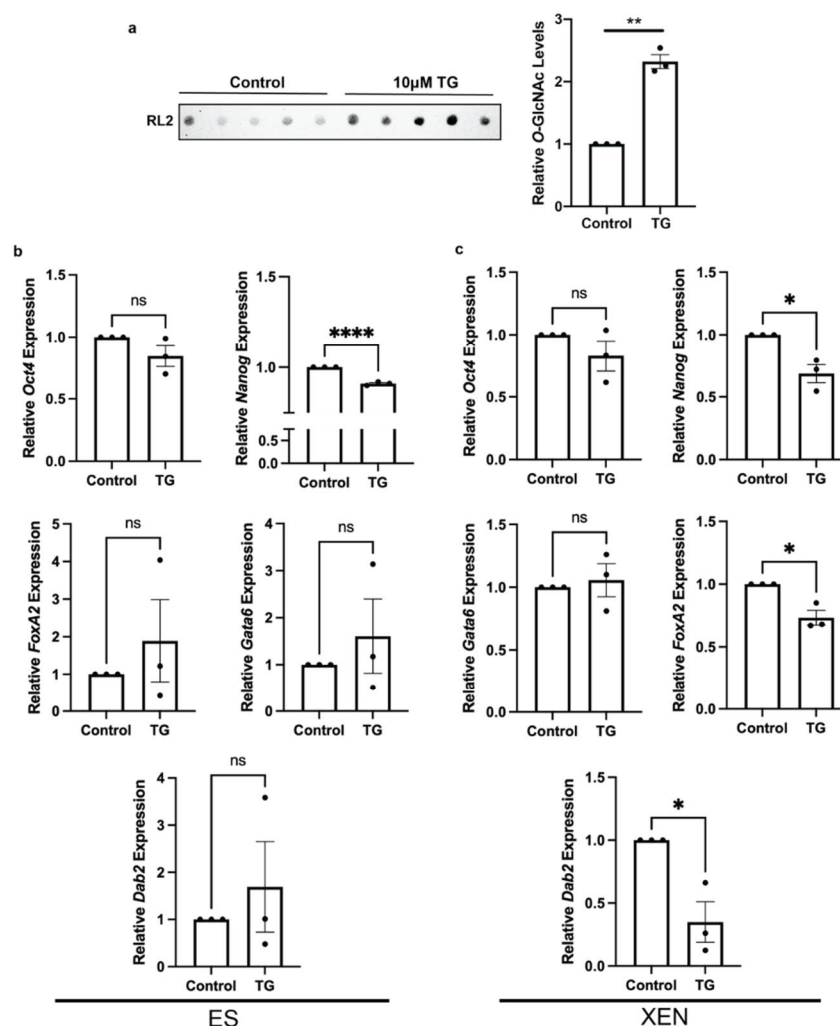 a
Control
10µM TG
RL2
Relative O-GlcNAc Levels
3
2
1
0
**
Control
TG
b
Relative Oct4 Expression
1.5
1.0
0.5
0.0
ns
Control
TG
Relative Nanog Expression
1.5
1.0
0.5
0.0
****
Control
TG
c
Relative Oct4 Expression
1.5
1.0
0.5
0.0
ns
Control
TG
Relative Nanog Expression
1.5
1.0
0.5
0.0
*
Control
TG
Relative FoxA2 Expression
5
4
3
2
1
0
ns
Control
TG
Relative Gata6 Expression
4
3
2
1
0
ns
Control
TG
Relative Gata6 Expression
1.5
1.0
0.5
0.0
ns
Control
TG
Relative FoxA2 Expression
1.5
1.0
0.5
0.0
*
Control
TG
Relative Dab2 Expression
4
3
2
1
0
ns
Control
TG
Relative Dab2 Expression
1.5
1.0
0.5
0.0
*
Control
TG
ES
XEN